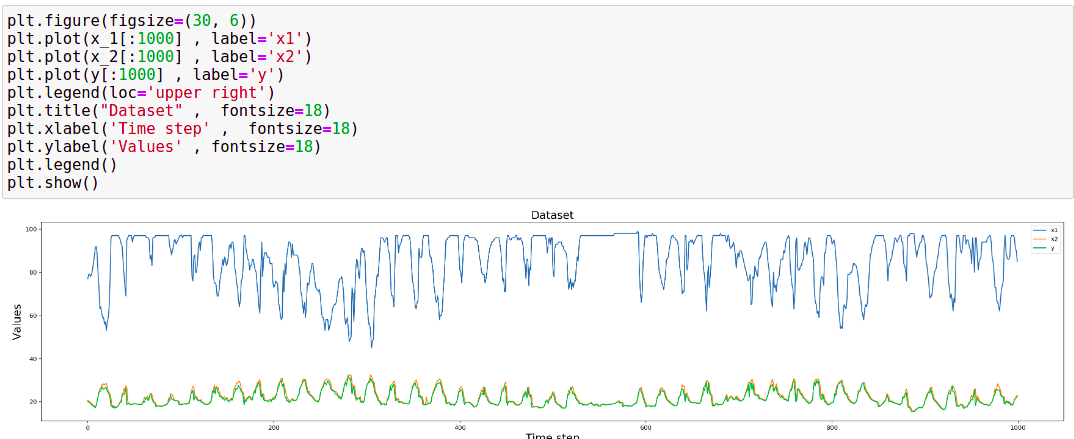 plt.figure(figsize=(30, 6))
plt.plot(x_1[:1000] , label='x1')
plt.plot(x_2[:1000] , label='x2')
plt.plot(y[:1000] , label='y')
plt.legend(loc='upper right')
plt.title("Dataset" ,  fontsize=18)
plt.xlabel('Time step' ,  fontsize=18)
plt.ylabel('Values' , fontsize=18)
plt.legend()
plt.show()
Dataset
x1
x2
y
Values
100
80
60
40
20
0
200
400
600
800
1000
Time step